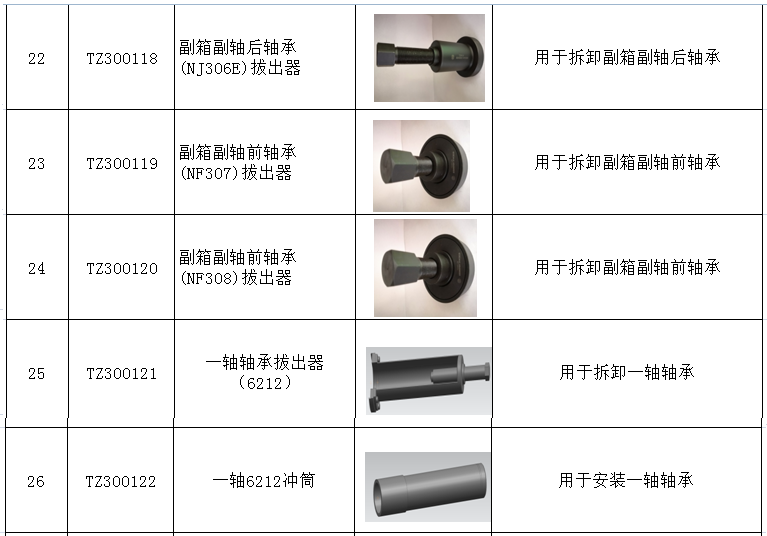 22
TZ300118
副箱副轴后轴承
(NJ306E)拔出器
用于拆卸副箱副轴后轴承
23
TZ300119
副箱副轴前轴承
(NF307)拔出器
用于拆卸副箱副轴前轴承
24
TZ300120
副箱副轴前轴承
(NF308)拔出器
用于拆卸副箱副轴前轴承
25
TZ300121
一轴轴承拔出器
（6212）
用于拆卸一轴轴承
26
TZ300122
一轴6212冲筒
用于安装一轴轴承